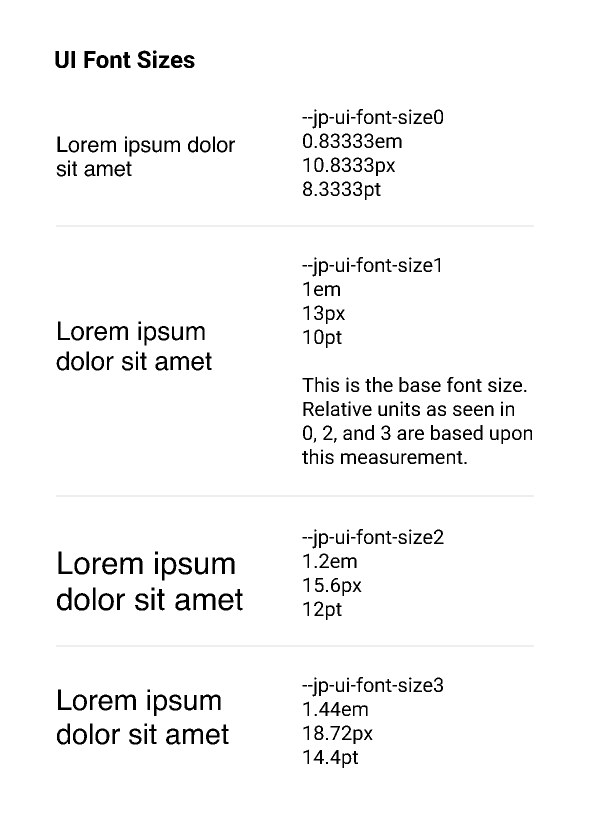 UI Font Sizes
Lorem ipsum dolor
sit amet
--jp-ui-font-size0
0.83333em
10.8333px
8.3333pt
Lorem ipsum
dolor sit amet
--jp-ui-font-size1
1em
13px
10pt
This is the base font size.
Relative units as seen in
0, 2, and 3 are based upon
this measurement.
Lorem ipsum
dolor sit amet
--jp-ui-font-size2
1.2em
15.6px
12pt
Lorem ipsum
dolor sit amet
--jp-ui-font-size3
1.44em
18.72px
14.4pt